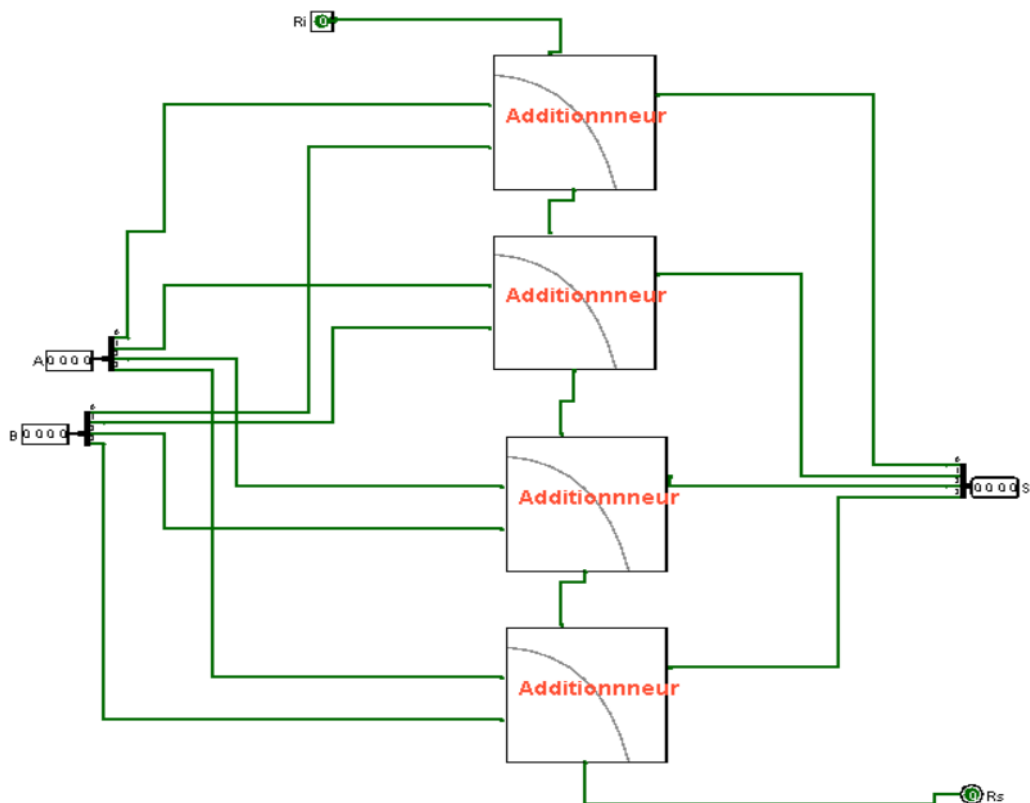 Ri 0
Additionnneur
Additionnneur
A 0 0 0 0
B 0 0 0 0
Additionnneur
0 0 0 0 S
Additionnneur
0 Rs